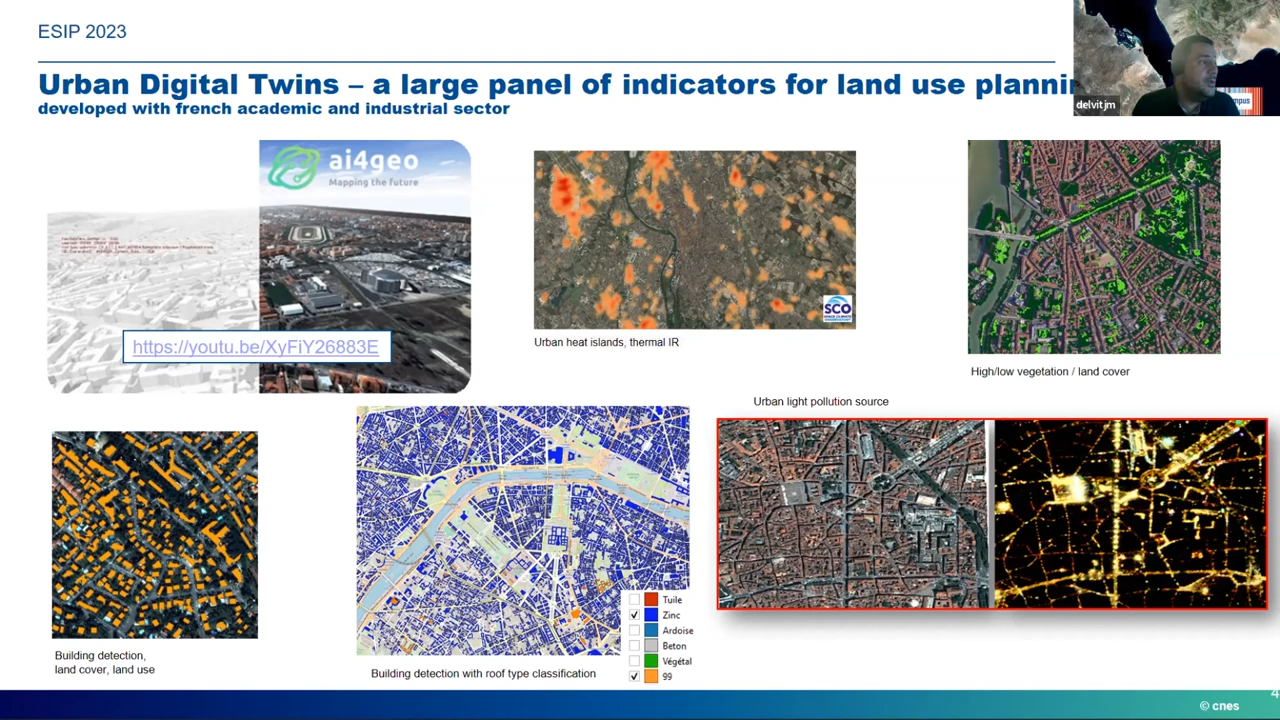 ESIP 2023
Urban Digital Twins – a large panel of indicators for land use plannin
developed with french academic and industrial sector
delvitjm
mpus
ai4geo
Mapping the future
https://youtu.be/XyFiY26883E
SCO
Urban heat islands, thermal IR
High/low vegetation / land cover
Urban light pollution source
Building detection,
land cover, land use
Tuile
Zinc
Ardoise
Beton
Végétal
99
Building detection with roof type classification
4
© cnes